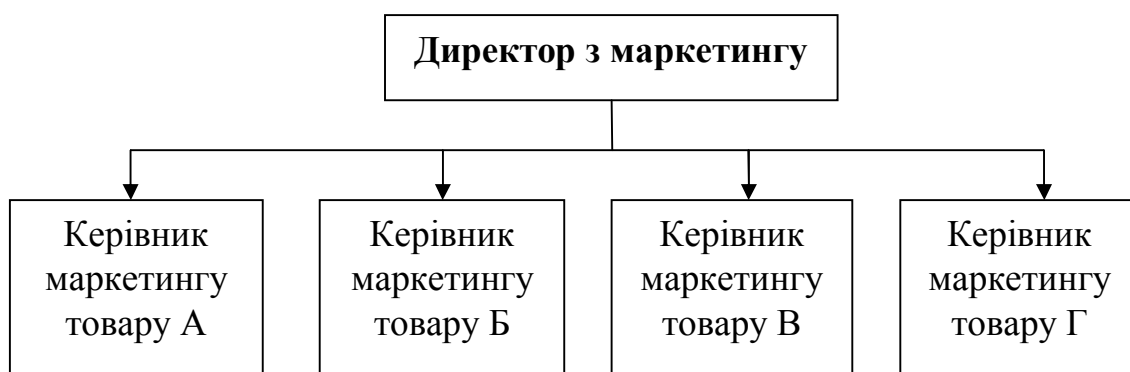 Директор з маркетингу
Керівник
маркетингу
товару А
Керівник
маркетингу
товару Б
Керівник
маркетингу
товару В
Керівник
маркетингу
товару Г